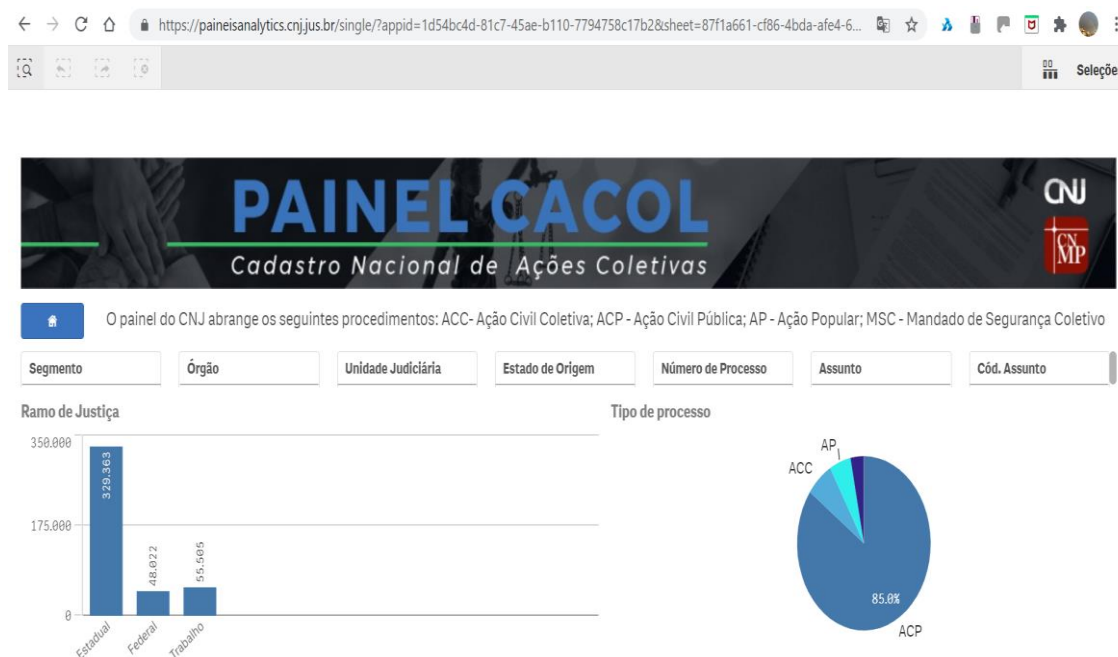 https://paineisanalytics.cnj.jus.br/single/?appid=1d54bc4d-81c7-45ae-b110-7794758c17b2&sheet=87f1a661-cf86-4bda-afe4-6...
Seleçõe
PAINEL CACOL
Cadastro Nacional de Ações Coletivas
CNJ
CNMP
O painel do CNJ abrange os seguintes procedimentos: ACC- Ação Civil Coletiva; ACP - Ação Civil Pública; AP - Ação Popular; MSC - Mandado de Segurança Coletivo
Segmento Órgão Unidade Judiciária Estado de Origem Número de Processo Assunto Cód. Assunto
Ramo de Justiça
350.000
175.000
0
329.363
48.022
55.505
Estadual
Federal
Trabalho
Tipo de processo
AP
ACC
85.0%
ACP